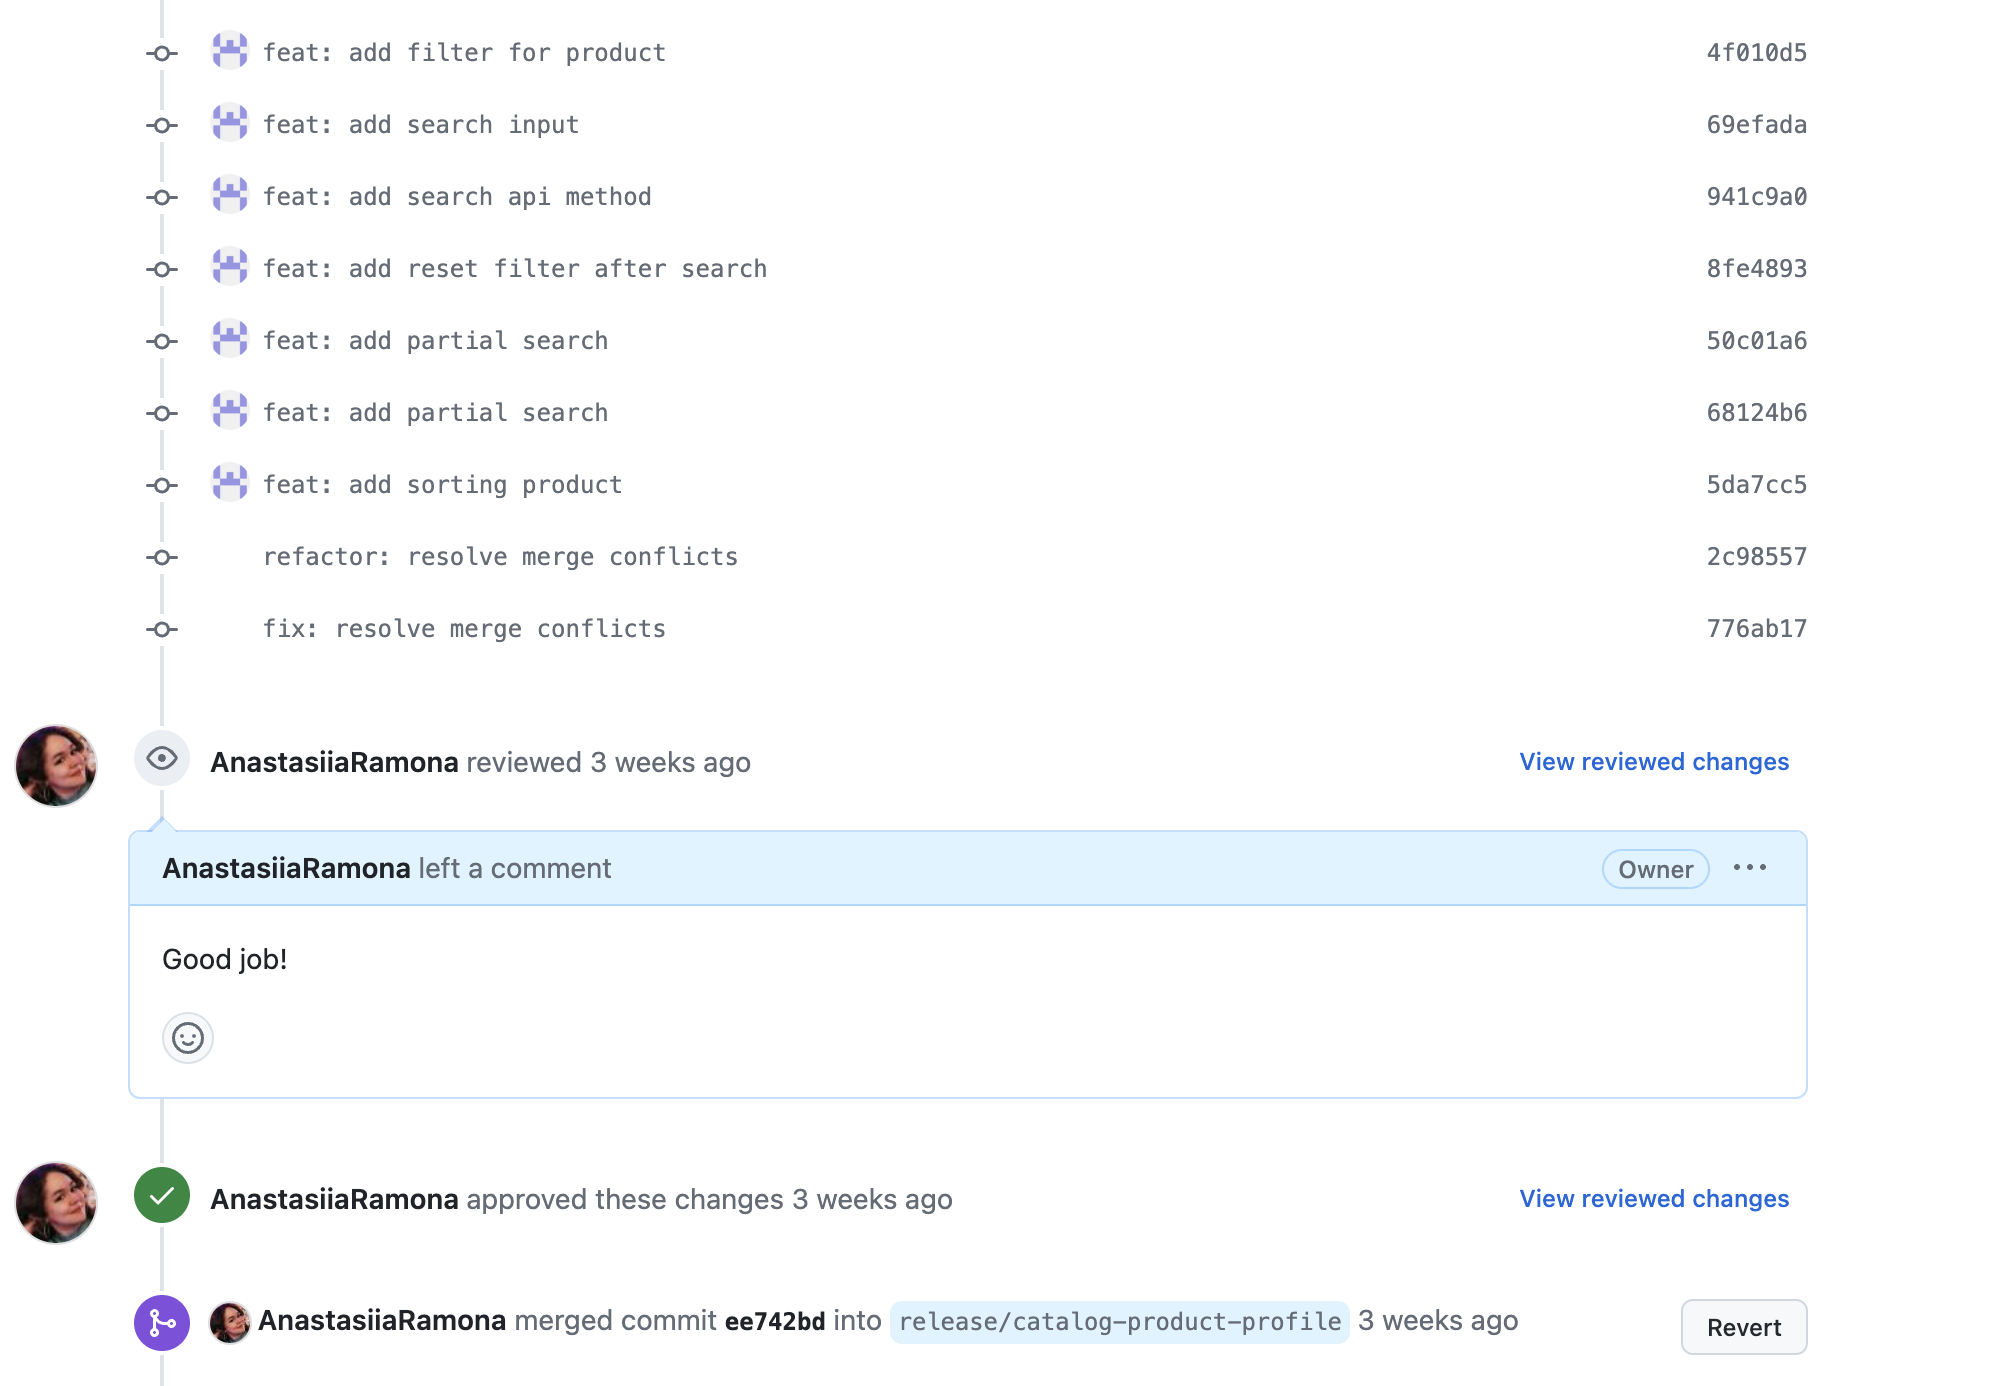 feat: add filter for product 4f010d5
feat: add search input 69efada
feat: add search api method 941c9a0
feat: add reset filter after search 8fe4893
feat: add partial search 50c01a6
feat: add partial search 68124b6
feat: add sorting product 5da7cc5
refactor: resolve merge conflicts 2c98557
fix: resolve merge conflicts 776ab17
AnastasiiaRamona reviewed 3 weeks ago View reviewed changes
AnastasiiaRamona left a comment Owner
Good job!
AnastasiiaRamona approved these changes 3 weeks ago View reviewed changes
AnastasiiaRamona merged commit ee742bd into release/catalog-product-profile 3 weeks ago Revert